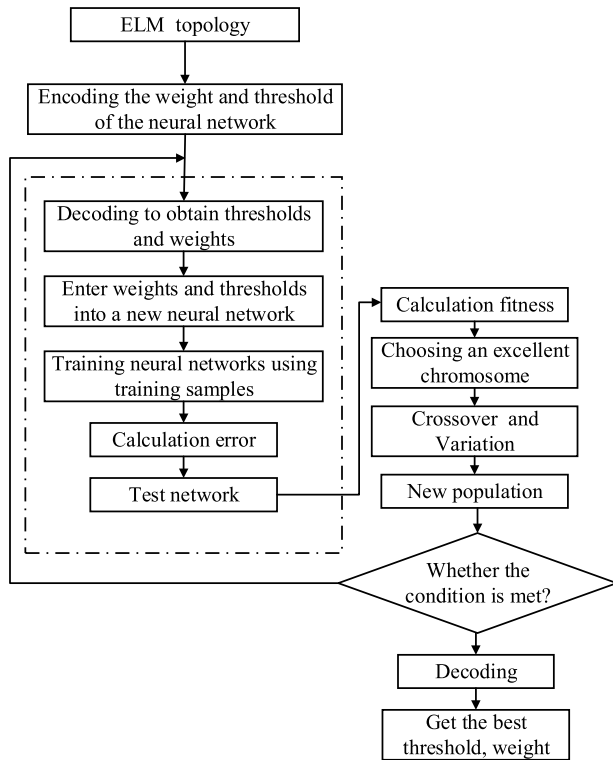 ELM topology
Encoding the weight and threshold
of the neural network
Decoding to obtain thresholds
and weights
Enter weights and thresholds
into a new neural network
Training neural networks using
training samples
Calculation error
Test network
Calculation fitness
Choosing an excellent
chromosome
Crossover and
Variation
New population
Whether the
condition is met?
Decoding
Get the best
threshold, weight